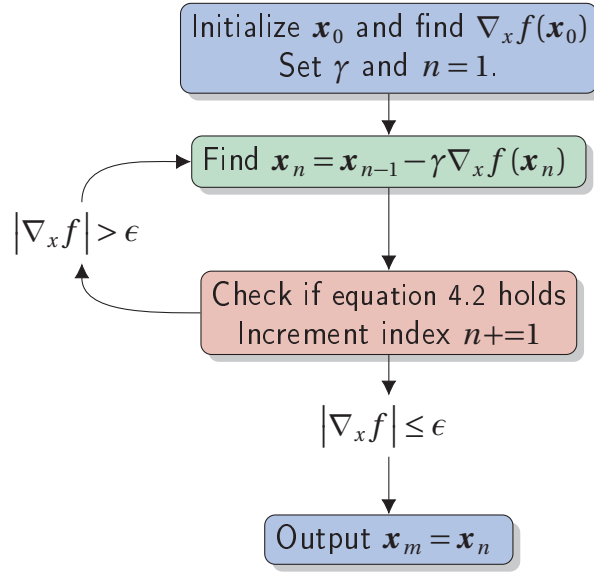 Initialize 𝒙₀ and find ∇ₓf(𝒙₀)
Set γ and n = 1.
Find 𝒙ₙ = 𝒙ₙ₋₁ − γ∇ₓf(𝒙ₙ)
|∇ₓf| > ϵ
Check if equation 4.2 holds
Increment index n+=1
|∇ₓf| ≤ ϵ
Output 𝒙ₘ = 𝒙ₙ